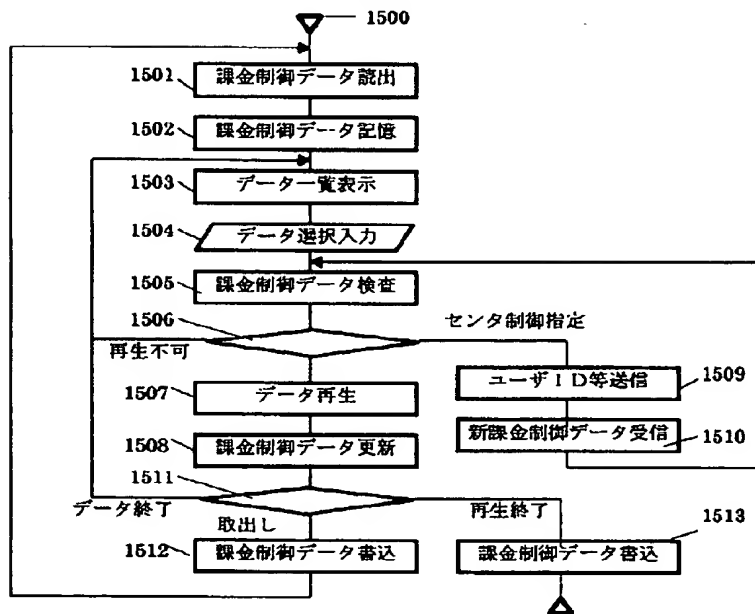 1500
1501
課金制御データ読出
1502
課金制御データ記憶
1503
データ一覧表示
1504
データ選択入力
1505
課金制御データ検査
1506
センタ制御指定
再生不可
1507
データ再生
ユーザID等送信
1509
1508
課金制御データ更新
新課金制御データ受信
1510
1511
データ終了
取出し
再生終了
1513
1512
課金制御データ書込
課金制御データ書込